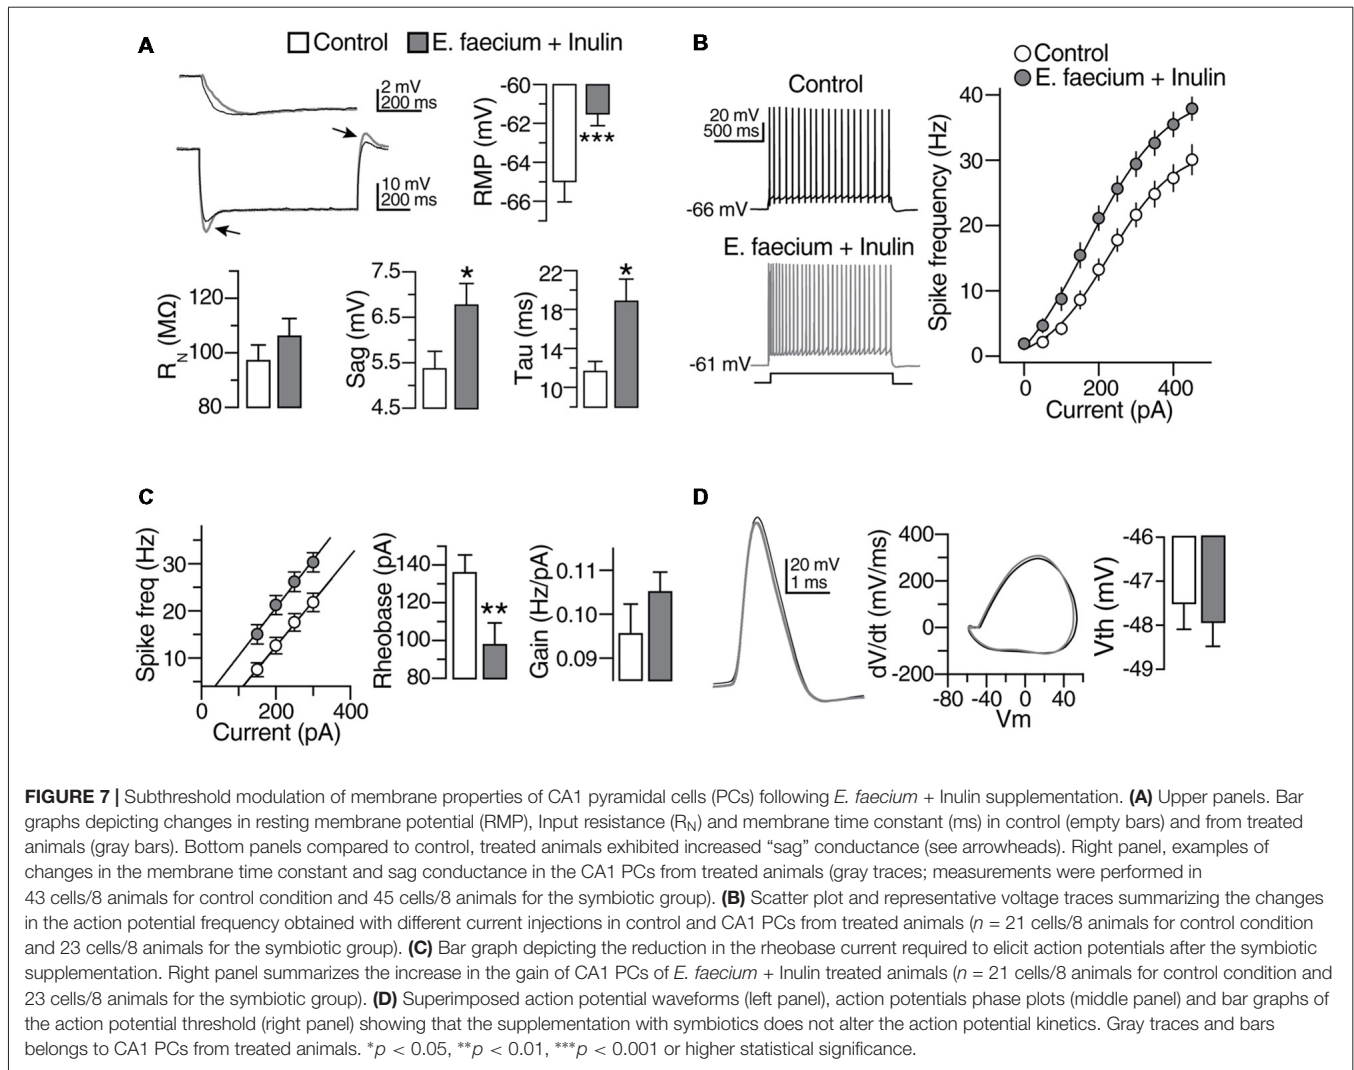 A
Control
E. faecium + Inulin
2 mV
200 ms
10 mV
200 ms
RMP (mV)
-60
-62
-64
-66
***
RN (MΩ)
120
100
80
Sag (mV)
7.5
6.5
5.5
4.5
*
Tau (ms)
22
18
14
10
*
B
Control
20 mV
500 ms
-66 mV
E. faecium + Inulin
-61 mV
Control
E. faecium + Inulin
Spike frequency (Hz)
40
30
20
10
0
0 200 400
Current (pA)
C
Spike freq (Hz)
30
20
10
0 200 400
Current (pA)
Rheobase (pA)
140
120
100
80
**
Gain (Hz/pA)
0.11
0.10
0.09
D
20 mV
1 ms
dV/dt (mV/ms)
400
200
0
-200
-80 -40 0 40
Vm
Vth (mV)
-46
-47
-48
-49
FIGURE 7 | Subthreshold modulation of membrane properties of CA1 pyramidal cells (PCs) following E. faecium + Inulin supplementation. (A) Upper panels. Bar
graphs depicting changes in resting membrane potential (RMP), Input resistance (RN) and membrane time constant (ms) in control (empty bars) and from treated
animals (gray bars). Bottom panels compared to control, treated animals exhibited increased “sag” conductance (see arrowheads). Right panel, examples of
changes in the membrane time constant and sag conductance in the CA1 PCs from treated animals (gray traces; measurements were performed in
43 cells/8 animals for control condition and 45 cells/8 animals for the symbiotic group). (B) Scatter plot and representative voltage traces summarizing the changes
in the action potential frequency obtained with different current injections in control and CA1 PCs from treated animals (n = 21 cells/8 animals for control condition
and 23 cells/8 animals for the symbiotic group). (C) Bar graph depicting the reduction in the rheobase current required to elicit action potentials after the symbiotic
supplementation. Right panel summarizes the increase in the gain of CA1 PCs of E. faecium + Inulin treated animals (n = 21 cells/8 animals for control condition and
23 cells/8 animals for the symbiotic group). (D) Superimposed action potential waveforms (left panel), action potentials phase plots (middle panel) and bar graphs of
the action potential threshold (right panel) showing that the supplementation with symbiotics does not alter the action potential kinetics. Gray traces and bars
belongs to CA1 PCs from treated animals. *p < 0.05, **p < 0.01, ***p < 0.001 or higher statistical significance.